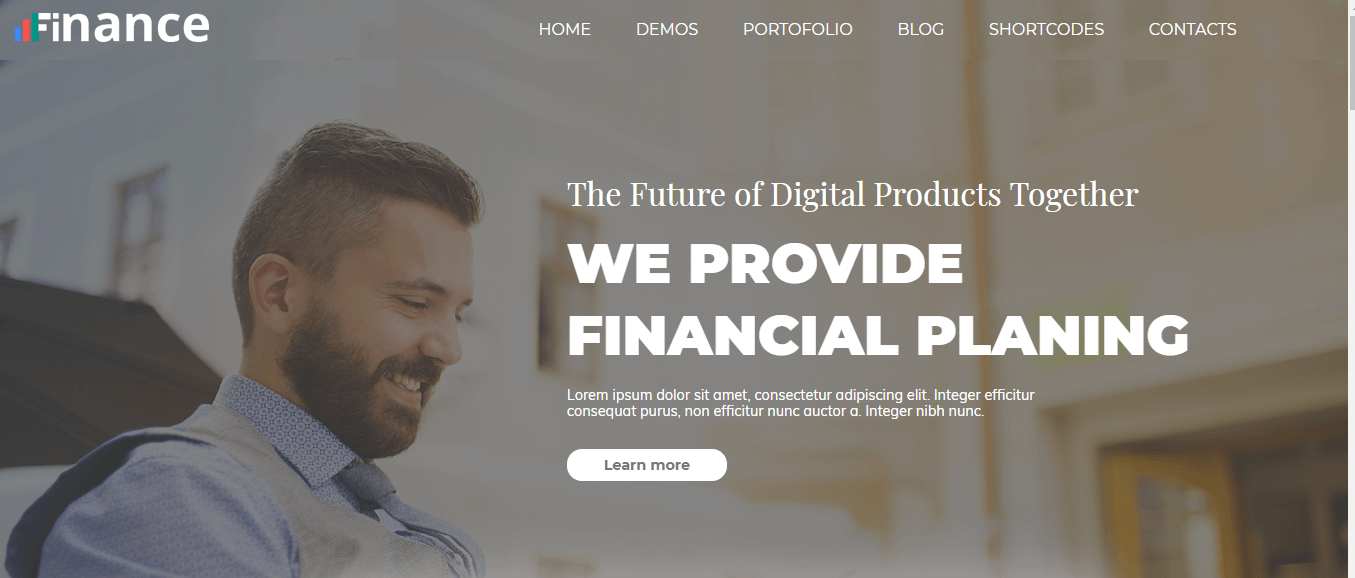 Finance
HOME DEMOS PORTOFOLIO BLOG SHORTCODES CONTACTS
The Future of Digital Products Together
WE PROVIDE
FINANCIAL PLANING
Lorem ipsum dolor sit amet, consectetur adipiscing elit. Integer efficitur
consequat purus, non efficitur nunc auctor a. Integer nibh nunc.
Learn more